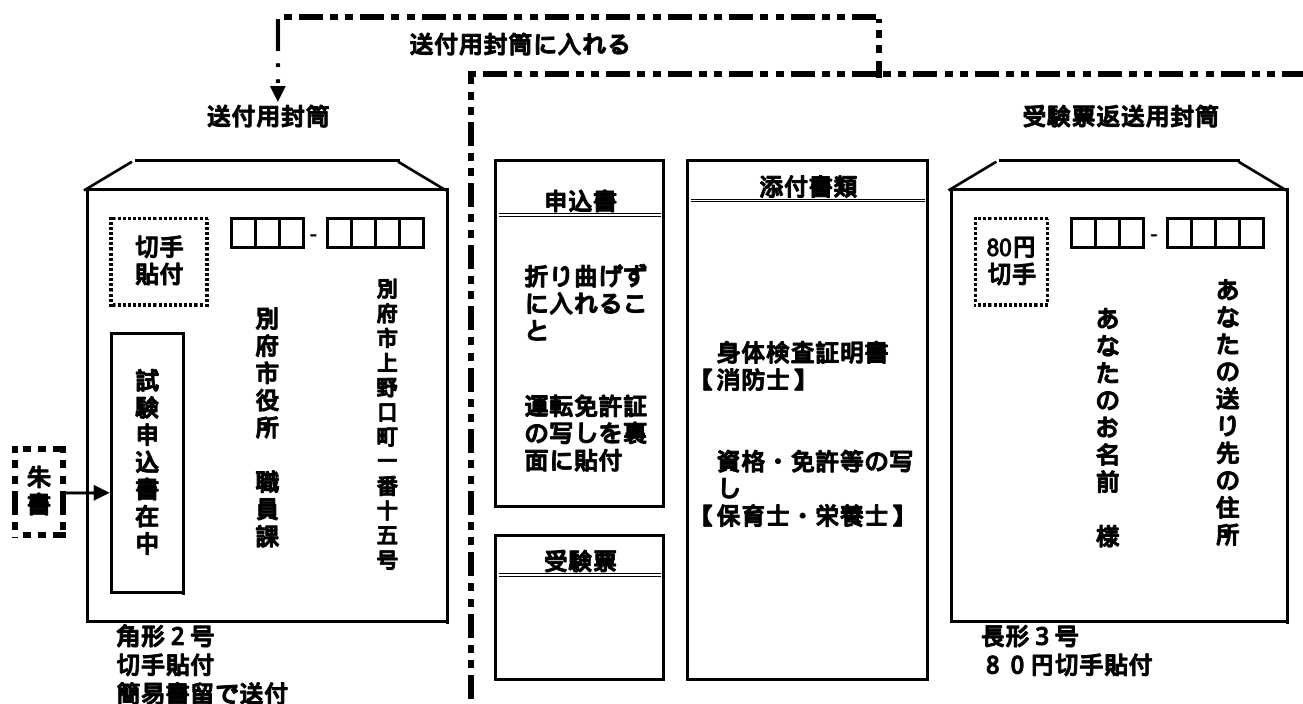 送付用封筒に入れる
送付用封筒
受験票返送用封筒
切手
貼付
-
別府市上野口町一番十五号
別府市役所　職員課
試験申込書在中
朱書
角形２号
切手貼付
簡易書留で送付
申込書
折り曲げず
に入れるこ
と
運転免許証
の写しを裏
面に貼付
受験票
添付書類
身体検査証明書
【消防士】
資格・免許等の写
し
【保育士・栄養士】
80円
切手
-
あなたの送り先の住所
あなたのお名前　様
長形３号
８０円切手貼付